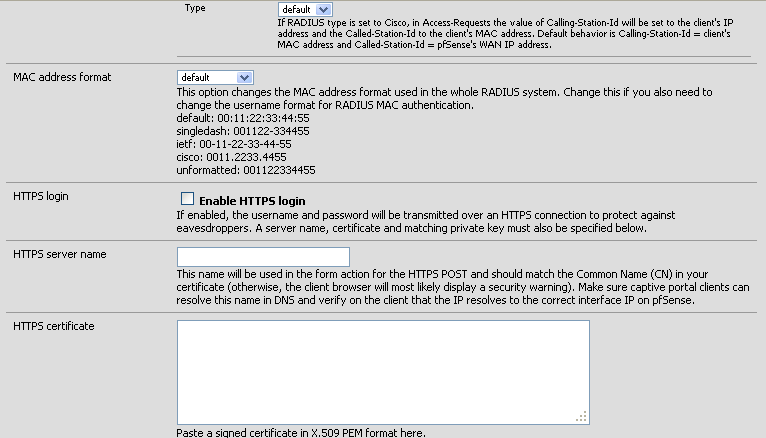 Type
default
If RADIUS type is set to Cisco, in Access-Requests the value of Calling-Station-Id will be set to the client's IP
address and the Called-Station-Id to the client's MAC address. Default behavior is Calling-Station-Id = client's
MAC address and Called-Station-Id = pfSense's WAN IP address.
MAC address format
default
This option changes the MAC address format used in the whole RADIUS system. Change this if you also need to
change the username format for RADIUS MAC authentication.
default: 00:11:22:33:44:55
singledash: 001122-334455
ietf: 00-11-22-33-44-55
cisco: 0011.2233.4455
unformatted: 001122334455
HTTPS login
Enable HTTPS login
If enabled, the username and password will be transmitted over an HTTPS connection to protect against
eavesdroppers. A server name, certificate and matching private key must also be specified below.
HTTPS server name
This name will be used in the form action for the HTTPS POST and should match the Common Name (CN) in your
certificate (otherwise, the client browser will most likely display a security warning). Make sure captive portal clients can
resolve this name in DNS and verify on the client that the IP resolves to the correct interface IP on pfSense.
HTTPS certificate
Paste a signed certificate in X.509 PEM format here.